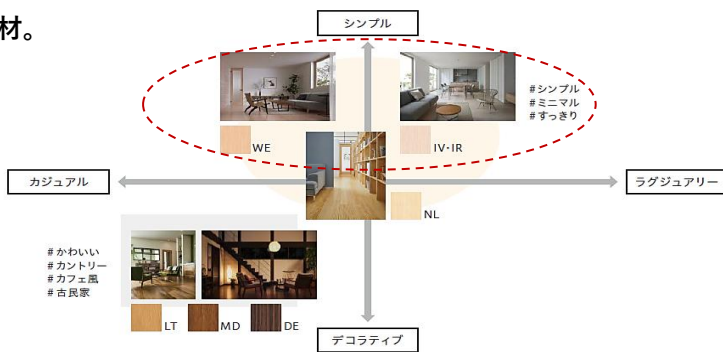 材。
シンプル
#シンプル
#ミニマル
#すっきり
WE
IV・IR
カジュアル
ラグジュアリー
NL
#かわいい
#カントリー
#カフェ風
#古民家
LT
MD
DE
デコラティブ